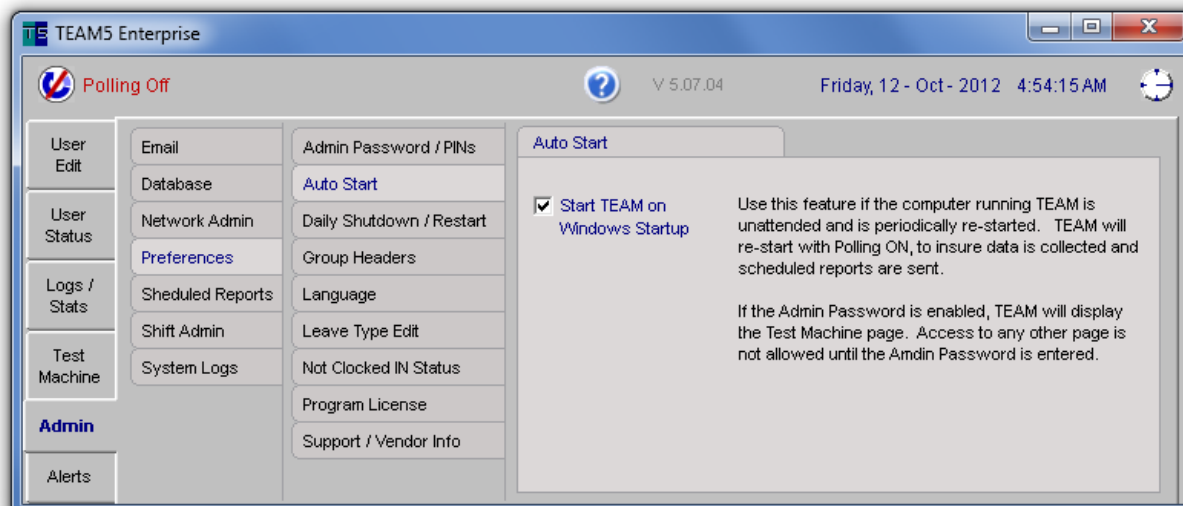 TS TEAM5 Enterprise
Polling Off
?
V 5.07.04
Friday, 12 - Oct - 2012 4:54:15 AM
User
Edit
User
Status
Logs /
Stats
Test
Machine
Admin
Alerts
Email
Database
Network Admin
Preferences
Sheduled Reports
Shift Admin
System Logs
Admin Password / PINs
Auto Start
Daily Shutdown / Restart
Group Headers
Language
Leave Type Edit
Not Clocked IN Status
Program License
Support / Vendor Info
Auto Start
Start TEAM on
Windows Startup
Use this feature if the computer running TEAM is
unattended and is periodically re-started. TEAM will
re-start with Polling ON, to insure data is collected and
scheduled reports are sent.
If the Admin Password is enabled, TEAM will display
the Test Machine page. Access to any other page is
not allowed until the Amdin Password is entered.